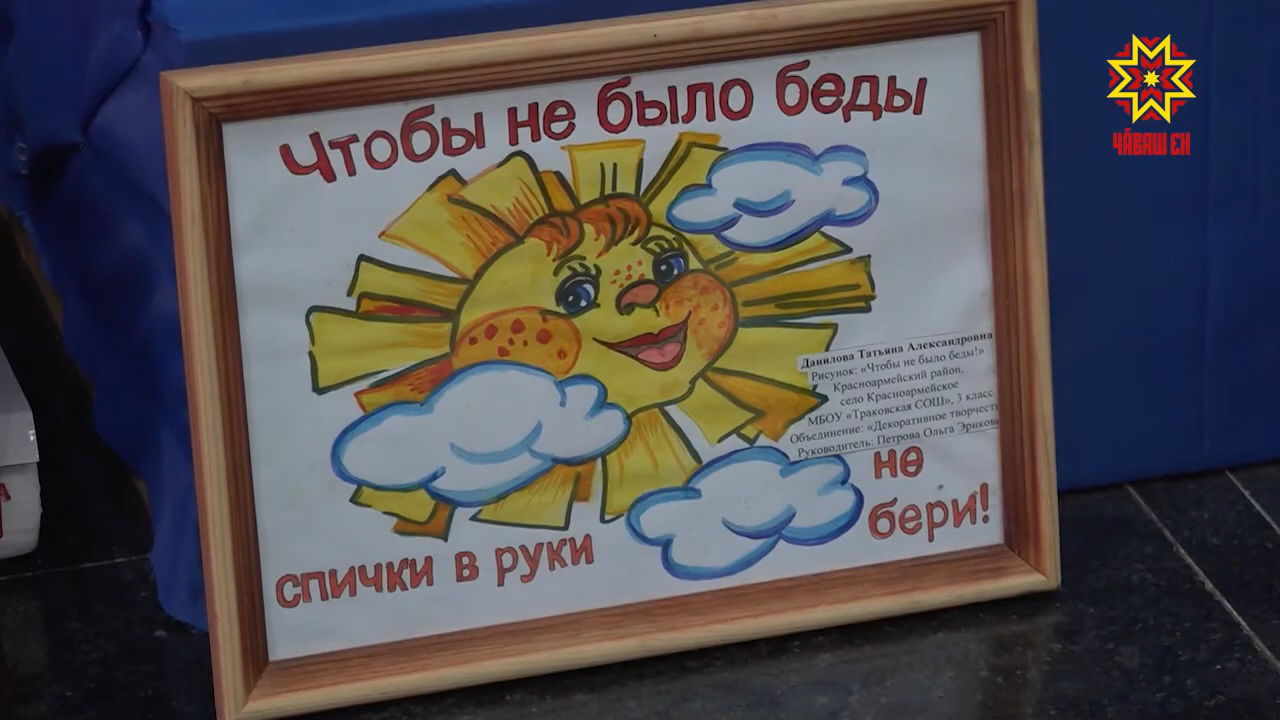 Чтобы не было беды
ЧӐВАШ ЕН
Данилова Татьяна Александровна
Рисунок: «Чтобы не было беды!»
Красноармейский район,
село Красноармейское
МБОУ «Траковская СОШ», 3 класс
Объединение: «Декоративное творчест
Руководитель: Петрова Ольга Эриков
спички в руки
не
бери!